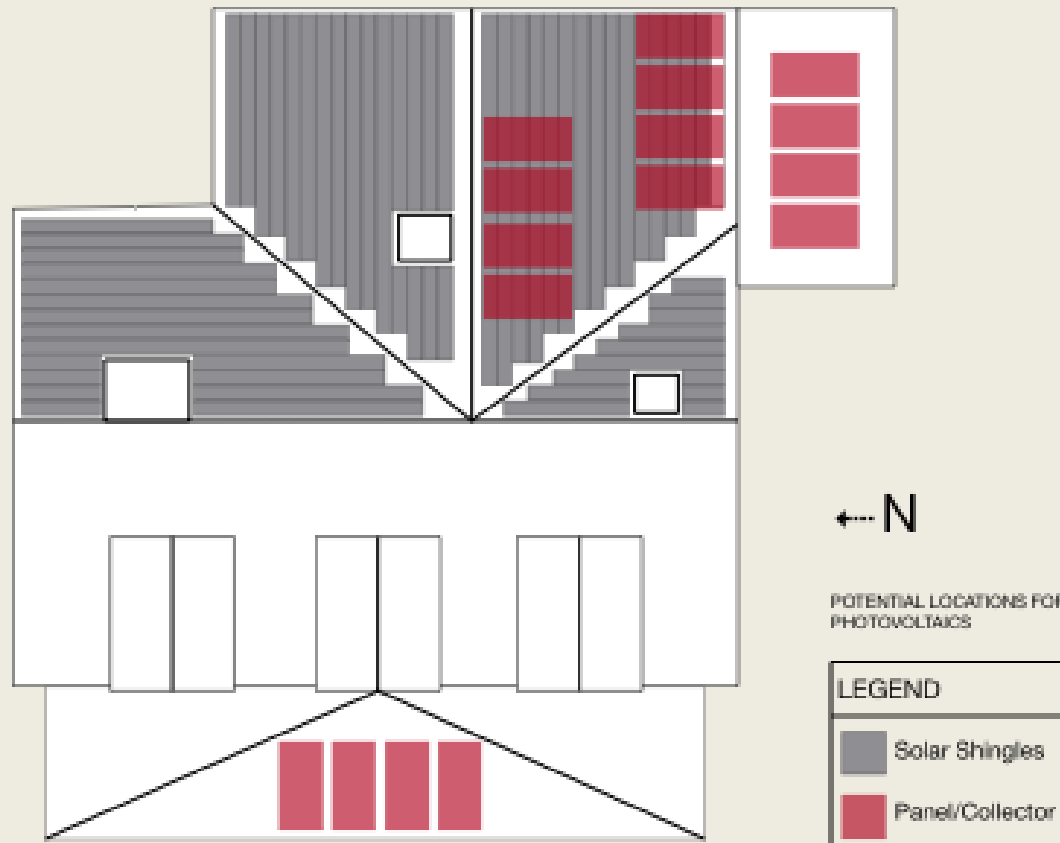 N
POTENTIAL LOCATIONS FOR
PHOTOVOLTAICS
LEGEND
Solar Shingles
Panel/Collector